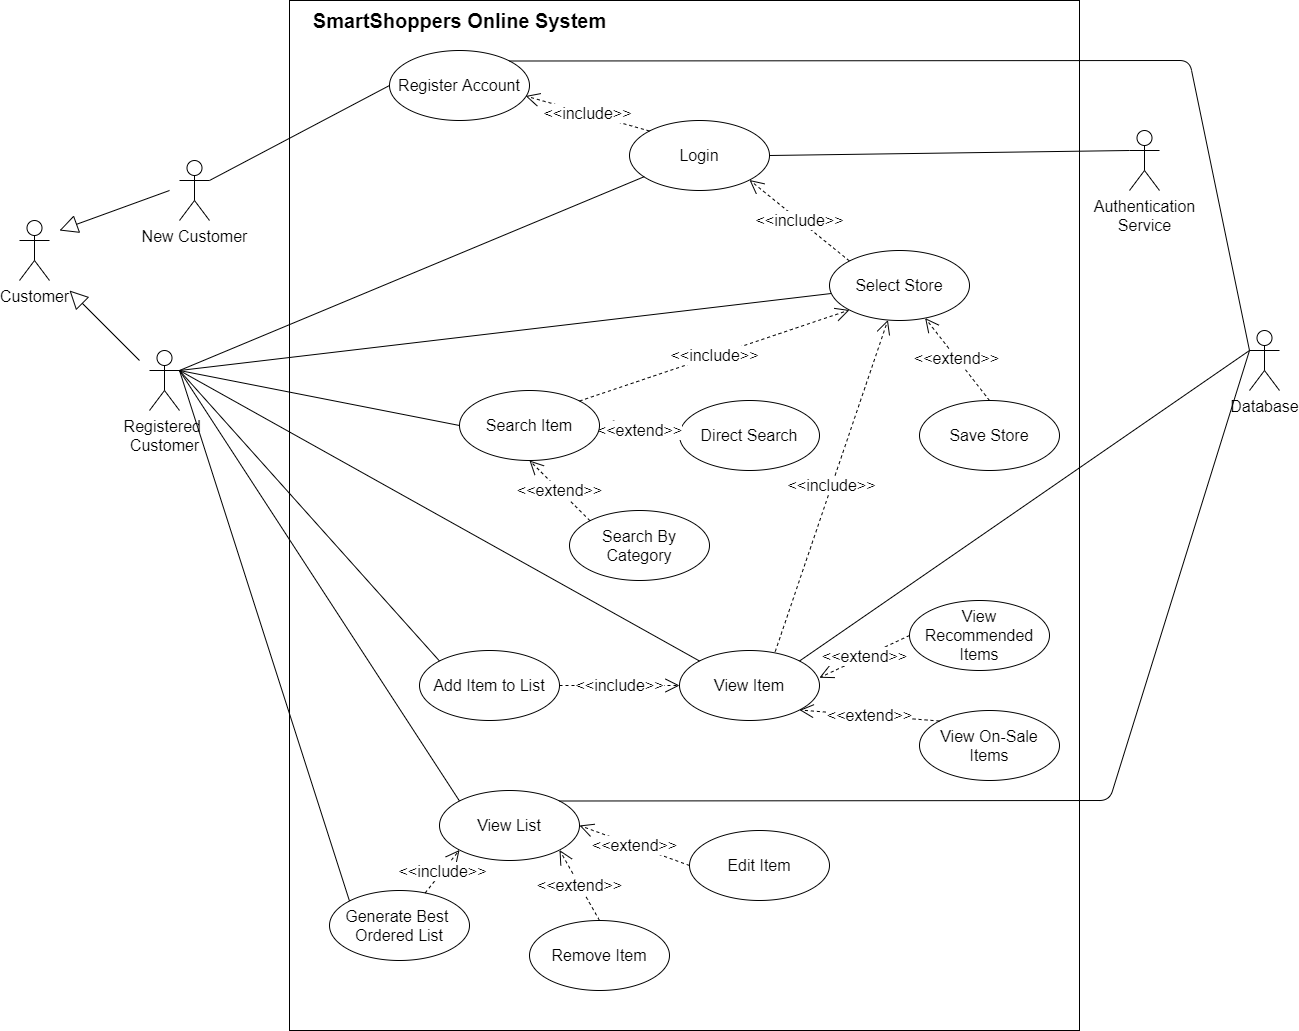 SmartShoppers Online System
Register Account
<<include>>
Login
New Customer
Authentication
Service
<<include>>
Customer
Select Store
<<include>>
<<extend>>
Registered
Customer
Database
Search Item
<<extend>>
Direct Search
Save Store
<<extend>>
<<include>>
Search By
Category
View
Recommended
Items
<<extend>>
Add Item to List
<<include>>
View Item
<<extend>>
View On-Sale
Items
View List
<<extend>>
Edit Item
<<include>>
<<extend>>
Generate Best
Ordered List
Remove Item